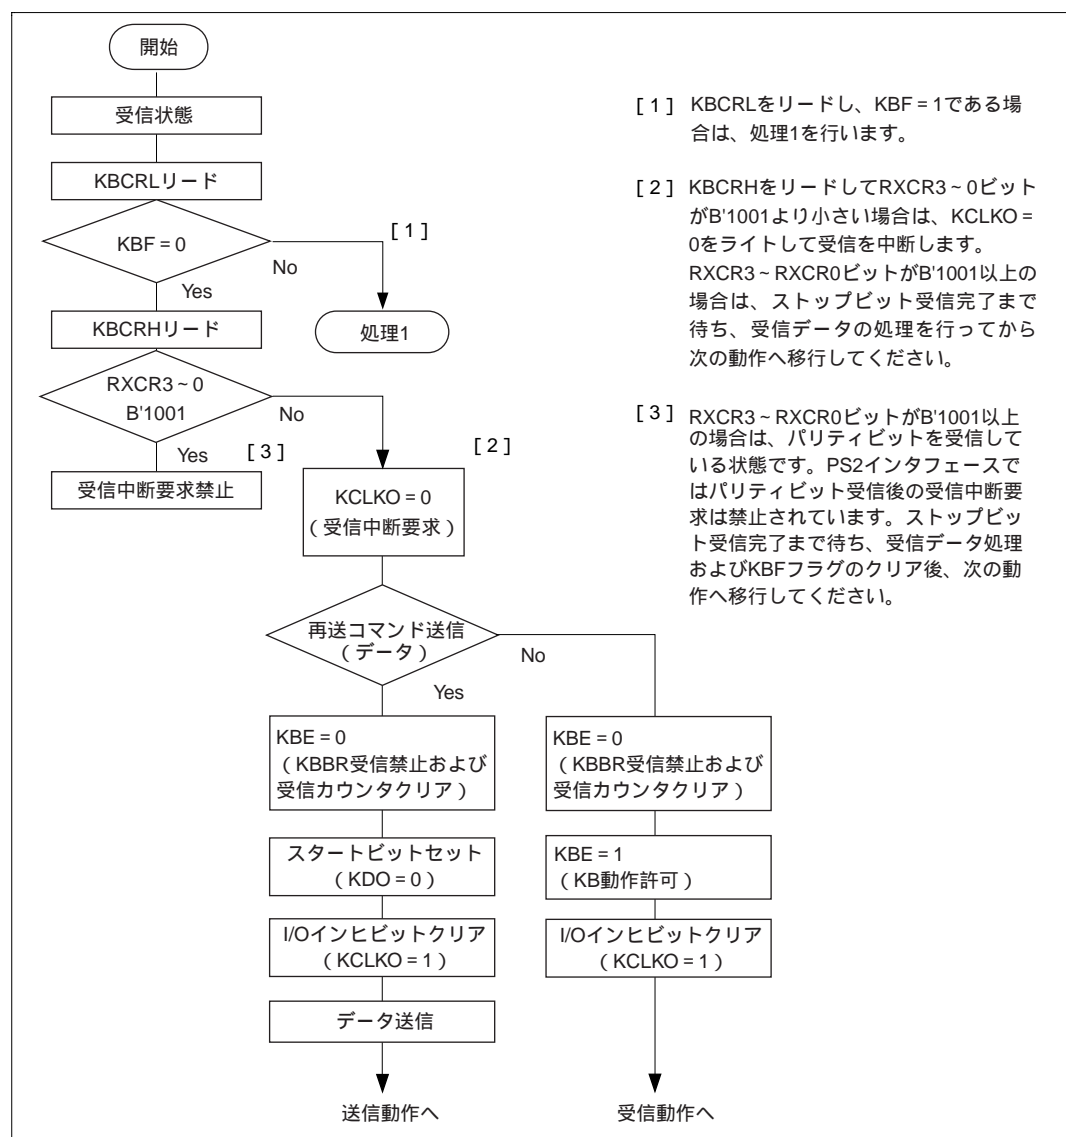 開始
受信状態
KBCRLリード
KBF = 0
[ 1 ]
No
Yes
処理1
KBCRHリード
RXCR3 ~ 0
B'1001
No
Yes
[ 3 ]
[ 2 ]
受信中断要求禁止
KCLKO = 0
( 受信中断要求 )
再送コマンド送信
( データ )
No
Yes
KBE = 0
( KBBR受信禁止および
受信カウンタクリア )
KBE = 0
( KBBR受信禁止および
受信カウンタクリア )
スタートビットセット
( KDO = 0 )
KBE = 1
( KB動作許可 )
I/Oインヒビットクリア
( KCLKO = 1 )
I/Oインヒビットクリア
( KCLKO = 1 )
データ送信
送信動作へ
受信動作へ
[ 1 ] KBCRLをリードし、KBF = 1である場
合は、処理1を行います。
[ 2 ] KBCRHをリードしてRXCR3 ~ 0ビット
がB'1001より小さい場合は、KCLKO =
0をライトして受信を中断します。
RXCR3 ~ RXCR0ビットがB'1001以上の
場合は、ストップビット受信完了まで
待ち、受信データの処理を行ってから
次の動作へ移行してください。
[ 3 ] RXCR3 ~ RXCR0ビットがB'1001以上
の場合は、パリティビットを受信して
いる状態です。PS2インタフェースで
はパリティビット受信後の受信中断要
求は禁止されています。ストップビッ
ト受信完了まで待ち、受信データ処理
およびKBFフラグのクリア後、次の動
作へ移行してください。